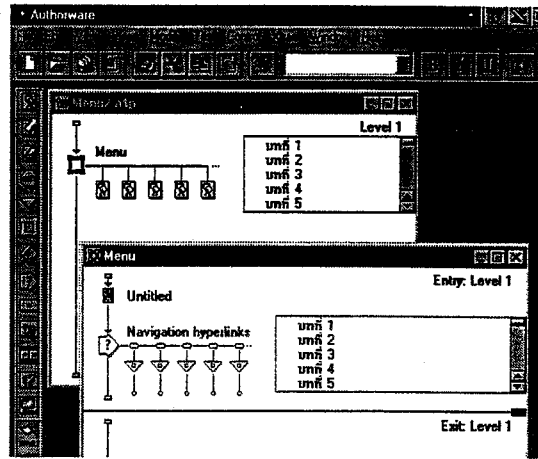 Authorware
Menu2.a4p
Level 1
Menu
บทที่ 1
บทที่ 2
บทที่ 3
บทที่ 4
บทที่ 5
Menu
Entry: Level 1
Untitled
Navigation hyperlinks
?
บทที่ 1
บทที่ 2
บทที่ 3
บทที่ 4
บทที่ 5
Exit: Level 1